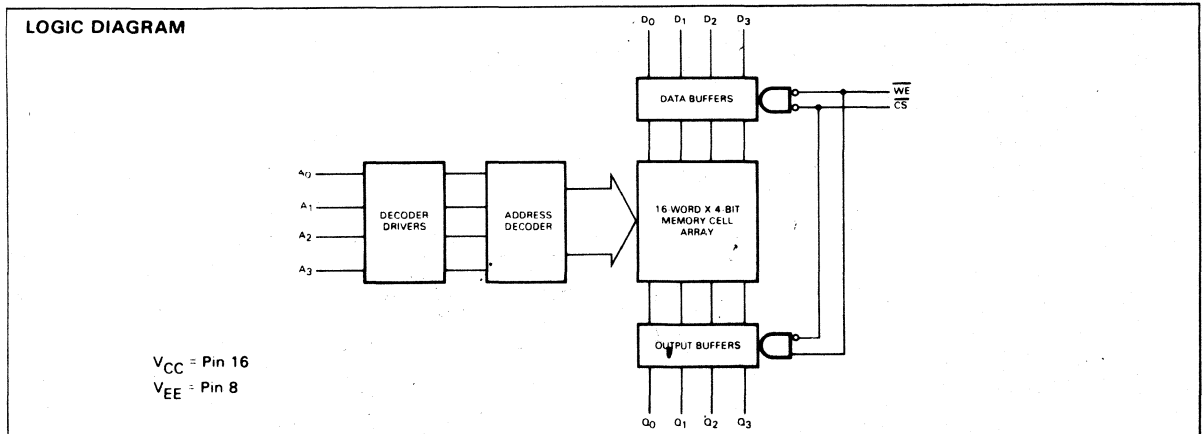 LOGIC DIAGRAM
D0 D1 D2 D3
DATA BUFFERS
WE
CS
A0
A1
A2
A3
DECODER
DRIVERS
ADDRESS
DECODER
16-WORD X 4-BIT
MEMORY CELL
ARRAY
OUTPUT BUFFERS
VCC = Pin 16
VEE = Pin 8
Q0 Q1 Q2 Q3